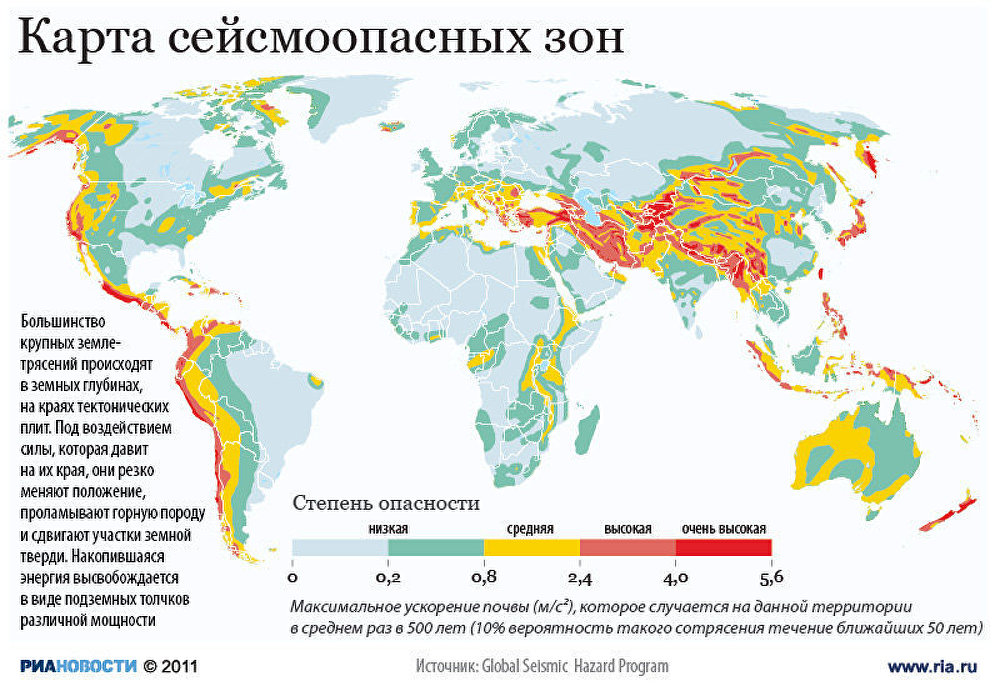 Карта сейсмоопасных зон
Большинство
крупных земле-
трясений происходят
в земных глубинах,
на краях тектонических
плит. Под воздействием
силы, которая давит
на их края, они резко
меняют положение,
проламывают горную породу
и сдвигают участки земной
тверди. Накопившаяся
энергия высвобождается
в виде подземных толчков
различной мощности
Степень опасности
низкая средняя высокая очень высокая
0 0,2 0,8 2,4 4,0 5,6
Максимальное ускорение почвы (м/с²), которое случается на данной территории
в среднем раз в 500 лет (10% вероятность такого сотрясения течение ближайших 50 лет)
РИАНОВОСТИ © 2011
Источник: Global Seismic Hazard Program
www.ria.ru